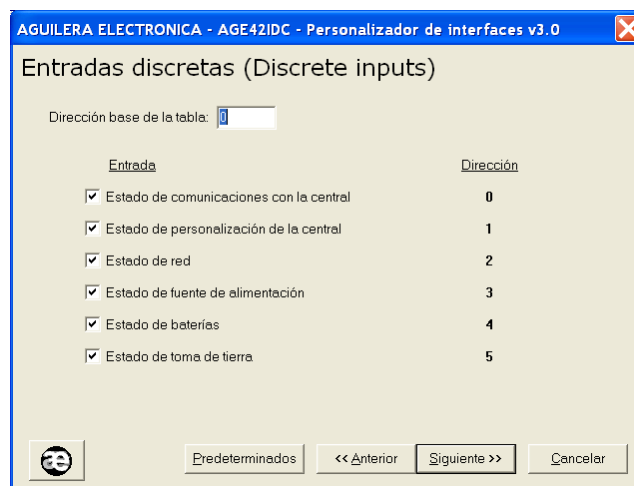 AGUILERA ELECTRONICA - AGE42IDC - Personalizador de interfaces v3.0
Entradas discretas (Discrete inputs)
Dirección base de la tabla: 0
Entrada Dirección
Estado de comunicaciones con la central 0
Estado de personalización de la central 1
Estado de red 2
Estado de fuente de alimentación 3
Estado de baterías 4
Estado de toma de tierra 5
æ Predeterminados << Anterior Siguiente >> Cancelar